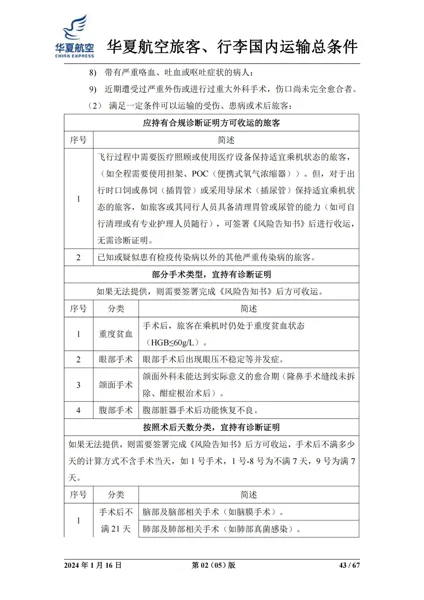 华夏航空
CHINA EXPRESS
华夏航空旅客、行李国内运输总条件
8) 带有严重咯血、吐血或呕吐症状的病人；
9) 近期遭受过严重外伤或进行过重大外科手术，伤口尚未完全愈合者。
（2） 满足一定条件可以运输的受伤、患病或术后旅客：
应持有合规诊断证明方可收运的旅客
序号 简述
1 飞行过程中需要医疗照顾或使用医疗设备保持适宜乘机状态的旅客，
（如全程需要使用担架、POC（便携式氧气浓缩器））。但，对于出
行时口饲或鼻饲（插胃管）或采用导尿术（插尿管）保持适宜乘机状
态的旅客，如旅客或其同行人员具备清理胃管或尿管的能力（如可自
行清理或有专业护理人员随行），可签署《风险告知书》后进行收运，
无需诊断证明。
2 已知或疑似患有检疫传染病以外的其他严重传染病的旅客。
部分手术类型，宜持有诊断证明
如果无法提供，则需要签署完成《风险告知书》后方可收运。
序号 分类 简述
1 重度贫血 手术后，旅客在乘机时仍处于重度贫血状态
（HGB≤60g/L）。
2 眼部手术 眼部手术后出现眼压不稳定等并发症。
3 颌面手术 颌面外科未能达到实际意义的愈合期（隆鼻手术缝线未拆
除、酣症根治术后）。
4 腹部手术 腹部脏器手术后功能恢复不良。
按照术后天数分类，宜持有诊断证明
如果无法提供，则需要签署完成《风险告知书》后方可收运，手术后不满多少
天的计算方式不含手术当天，如 1 号手术，1 号-8 号为不满 7 天，9 号为满 7
天。
序号 分类 简述
1 手术后不 脑部及脑部相关手术（如脑膜手术）。
满 21 天 肺部及肺部相关手术（如肺部真菌感染）。
2024 年 1 月 16 日 第 02（05）版 43 / 67